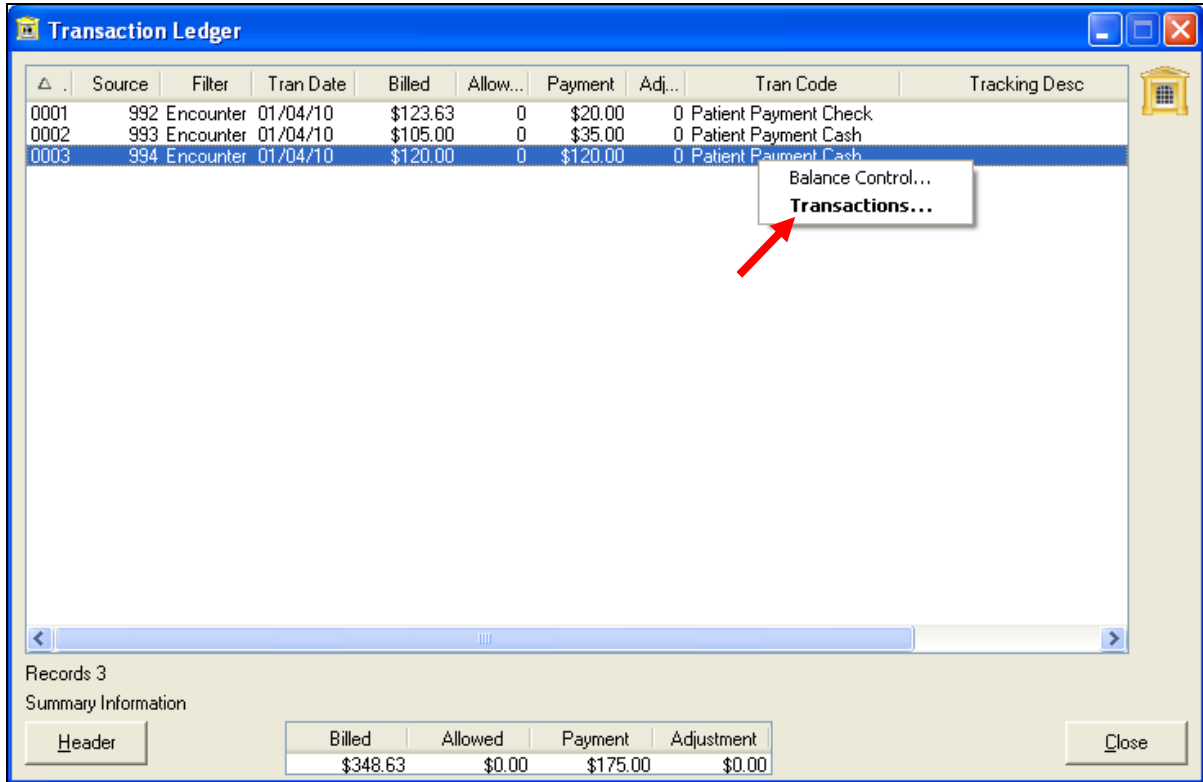 Transaction Ledger
. Source Filter Tran Date Billed Allow... Payment Adj... Tran Code Tracking Desc
0001 992 Encounter 01/04/10 $123.63 0 $20.00 0 Patient Payment Check
0002 993 Encounter 01/04/10 $105.00 0 $35.00 0 Patient Payment Cash
0003 994 Encounter 01/04/10 $120.00 0 $120.00 0 Patient Payment Cash
Balance Control...
Transactions...
Records 3
Summary Information
Header
Billed Allowed Payment Adjustment
$348.63 $0.00 $175.00 $0.00
Close